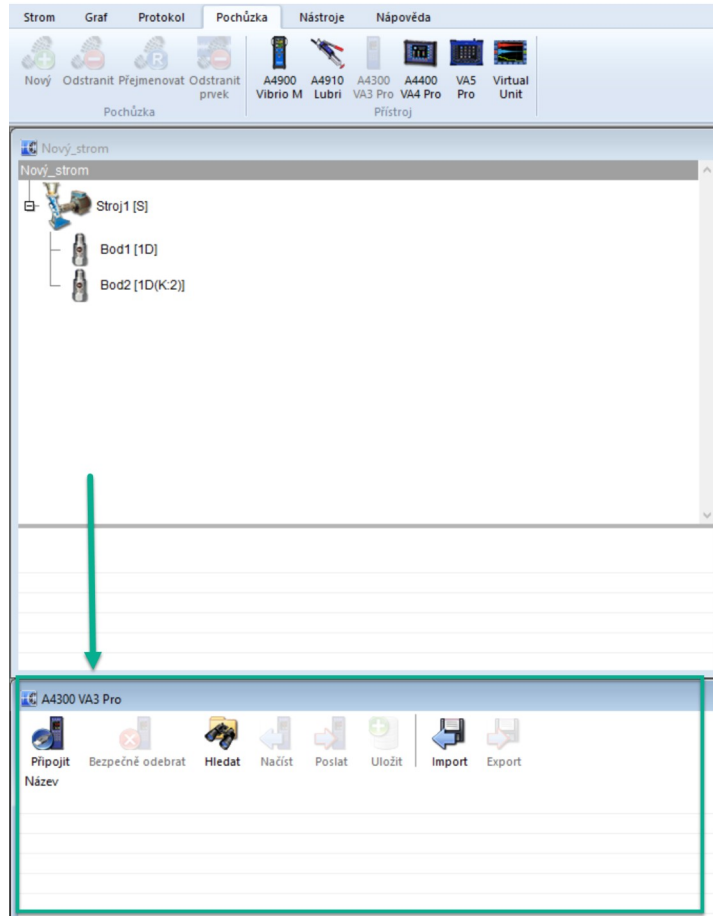 Strom Graf Protokol Pochůzka Nástroje Nápověda
Nový Odstranit Přejmenovat Odstranit prvek A4900 Vibrio M A4910 Lubri A4300 VA3 Pro A4400 VA4 Pro VA5 Pro Virtual Unit
Pochůzka Přístroj
Nový_strom
Nový_strom
Stroj1 [S]
Bod1 [1D]
Bod2 [1D(K:2)]
A4300 VA3 Pro
Připojit Bezpečně odebrat Hledat Načíst Poslat Uložit Import Export
Název